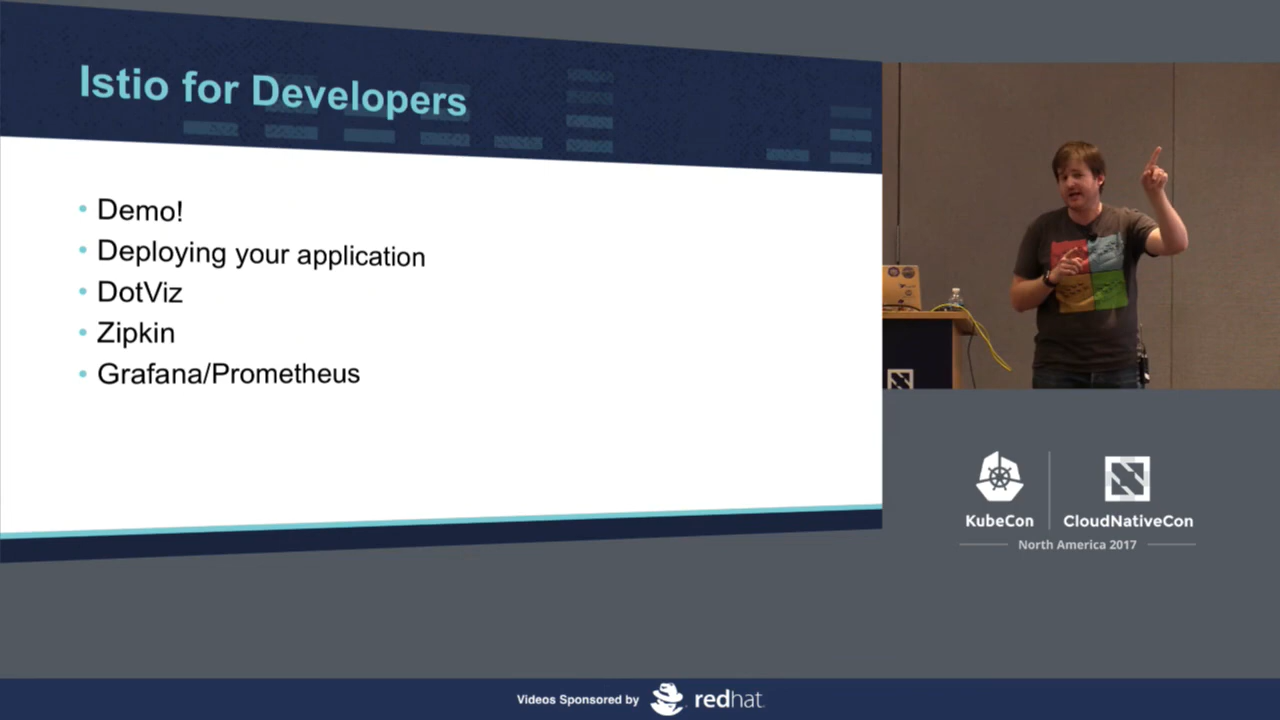 Istio for Developers
Demo!
Deploying your application
DotViz
Zipkin
Grafana/Prometheus
KubeCon
CloudNativeCon
North America 2017
Videos Sponsored by
redhat.